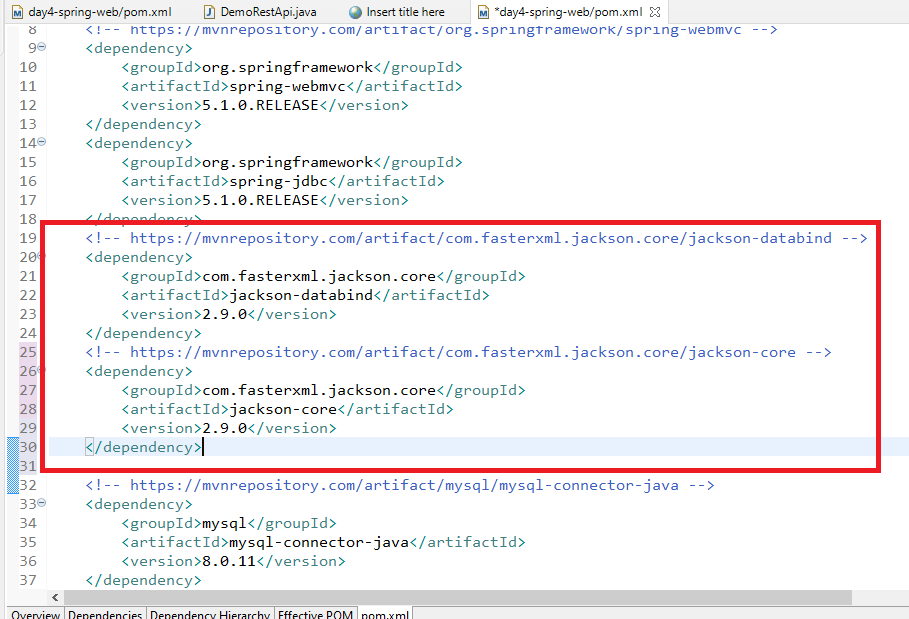 day4-spring-web/pom.xml DemoRestApi.java Insert title here *day4-spring-web/pom.xml
8 <!-- https://mvnrepository.com/artifact/org.springframework/spring-webmvc -->
9 <dependency>
10 <groupId>org.springframework</groupId>
11 <artifactId>spring-webmvc</artifactId>
12 <version>5.1.0.RELEASE</version>
13 </dependency>
14 <dependency>
15 <groupId>org.springframework</groupId>
16 <artifactId>spring-jdbc</artifactId>
17 <version>5.1.0.RELEASE</version>
18 </dependency>
19 <!-- https://mvnrepository.com/artifact/com.fasterxml.jackson.core/jackson-databind -->
20 <dependency>
21 <groupId>com.fasterxml.jackson.core</groupId>
22 <artifactId>jackson-databind</artifactId>
23 <version>2.9.0</version>
24 </dependency>
25 <!-- https://mvnrepository.com/artifact/com.fasterxml.jackson.core/jackson-core -->
26 <dependency>
27 <groupId>com.fasterxml.jackson.core</groupId>
28 <artifactId>jackson-core</artifactId>
29 <version>2.9.0</version>
30 </dependency>
31
32 <!-- https://mvnrepository.com/artifact/mysql/mysql-connector-java -->
33 <dependency>
34 <groupId>mysql</groupId>
35 <artifactId>mysql-connector-java</artifactId>
36 <version>8.0.11</version>
37 </dependency>
Overview Dependencies Dependency Hierarchy Effective POM pom.xml